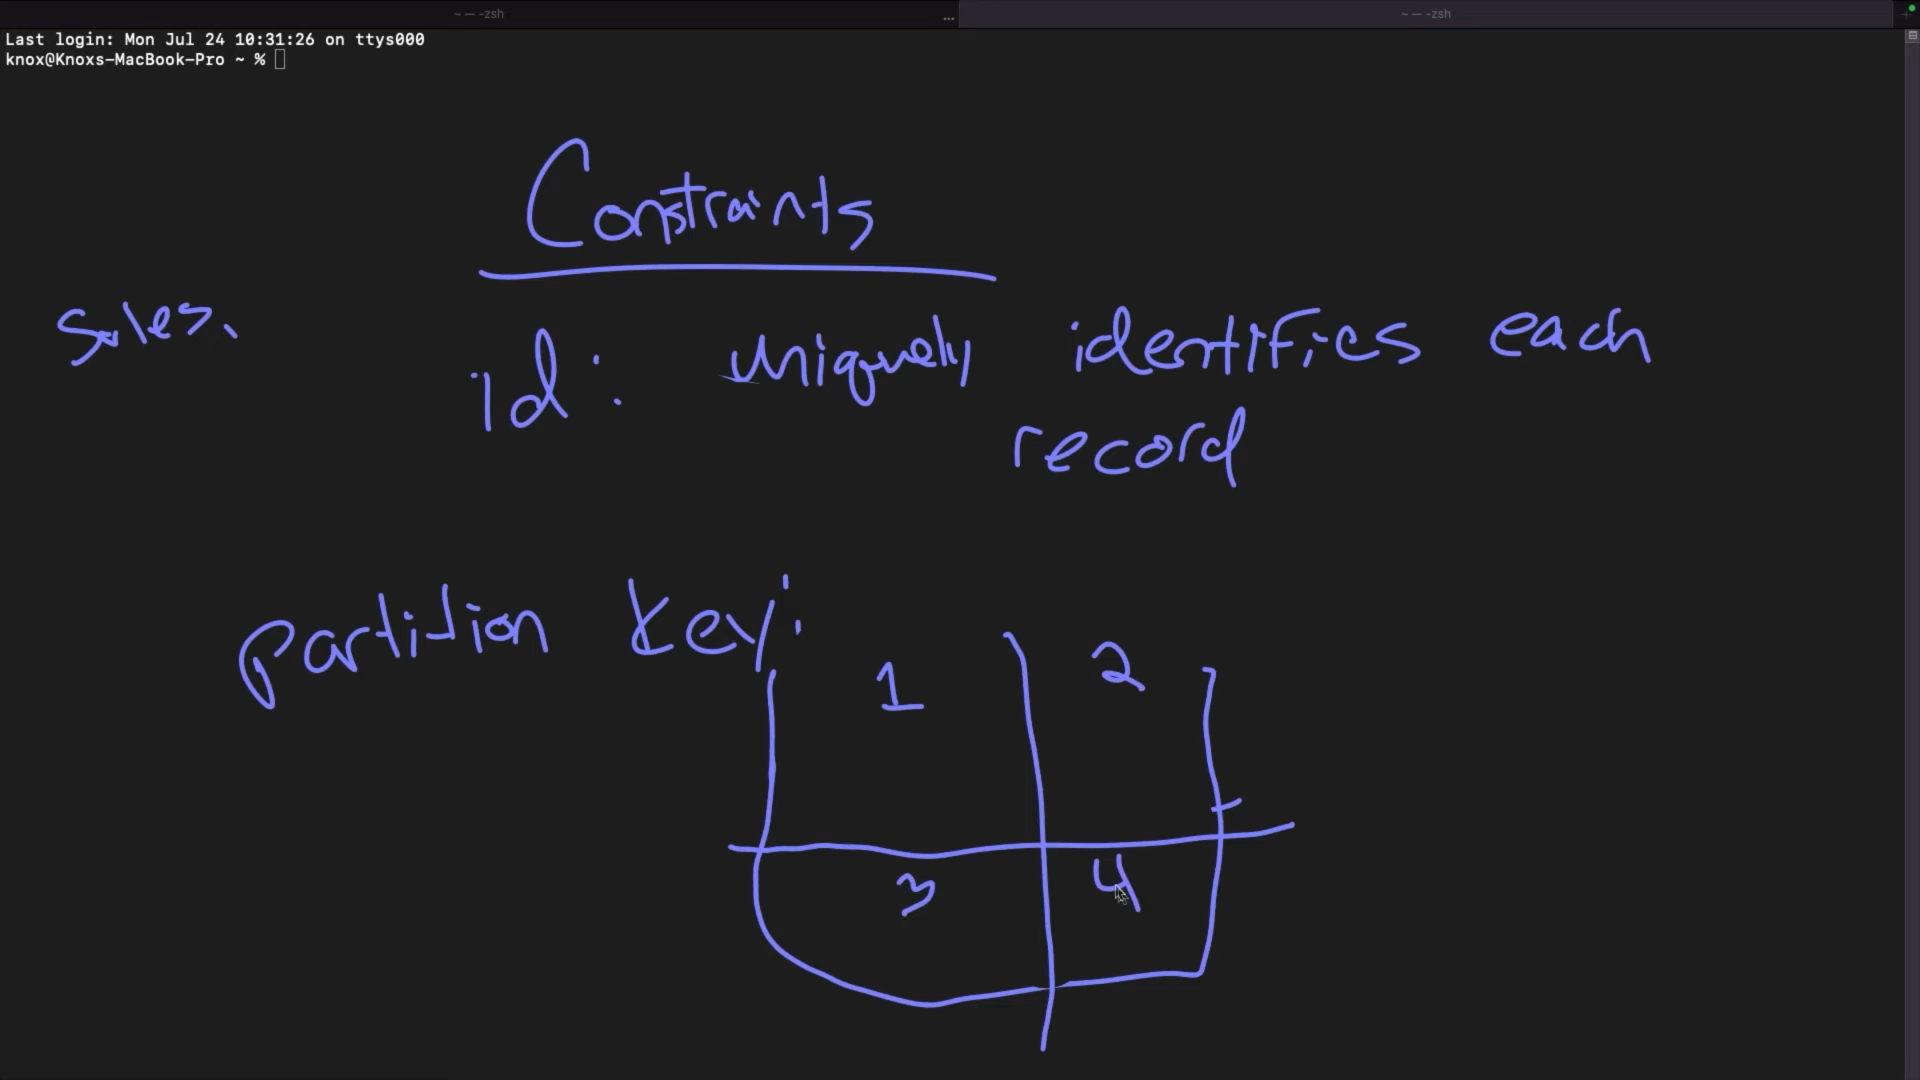 ~ — -zsh
...
~ — -zsh
+
Last login: Mon Jul 24 10:31:26 on ttys000
knox@Knoxs-MacBook-Pro ~ %
Constraints
sales.
id: uniquely identifies each
record
Partition key:
1 2
3 4